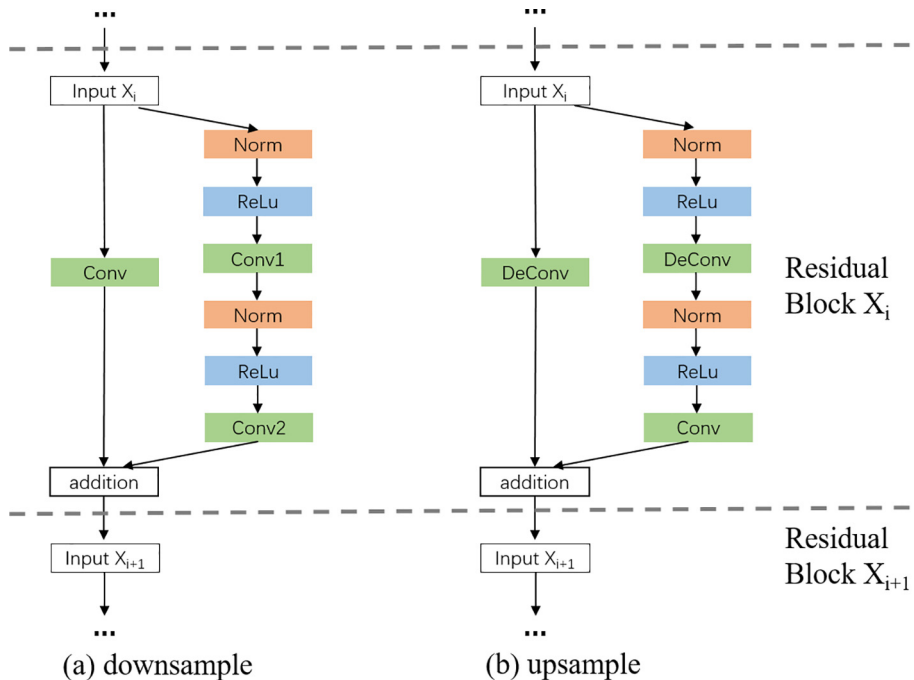 ...
Input Xᵢ
Norm
ReLu
Conv
Conv1
Norm
ReLu
Conv2
addition
Input Xᵢ₊₁
...
(a) downsample
...
Input Xᵢ
Norm
ReLu
DeConv
DeConv
Norm
ReLu
Conv
addition
Input Xᵢ₊₁
...
(b) upsample
Residual
Block Xᵢ
Residual
Block Xᵢ₊₁